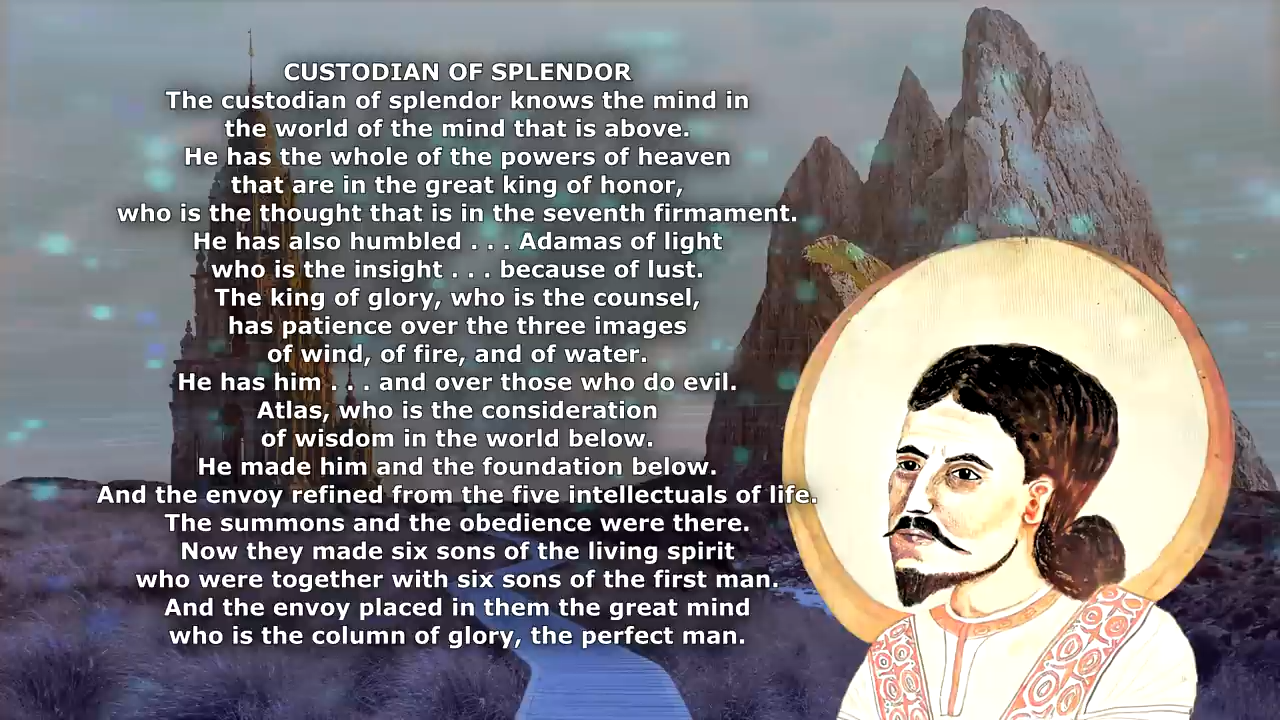 CUSTODIAN OF SPLENDOR
The custodian of splendor knows the mind in
the world of the mind that is above.
He has the whole of the powers of heaven
that are in the great king of honor,
who is the thought that is in the seventh firmament.
He has also humbled . . . Adamas of light
who is the insight . . . because of lust.
The king of glory, who is the counsel,
has patience over the three images
of wind, of fire, and of water.
He has him . . . and over those who do evil.
Atlas, who is the consideration
of wisdom in the world below.
He made him and the foundation below.
And the envoy refined from the five intellectuals of life.
The summons and the obedience were there.
Now they made six sons of the living spirit
who were together with six sons of the first man.
And the envoy placed in them the great mind
who is the column of glory, the perfect man.